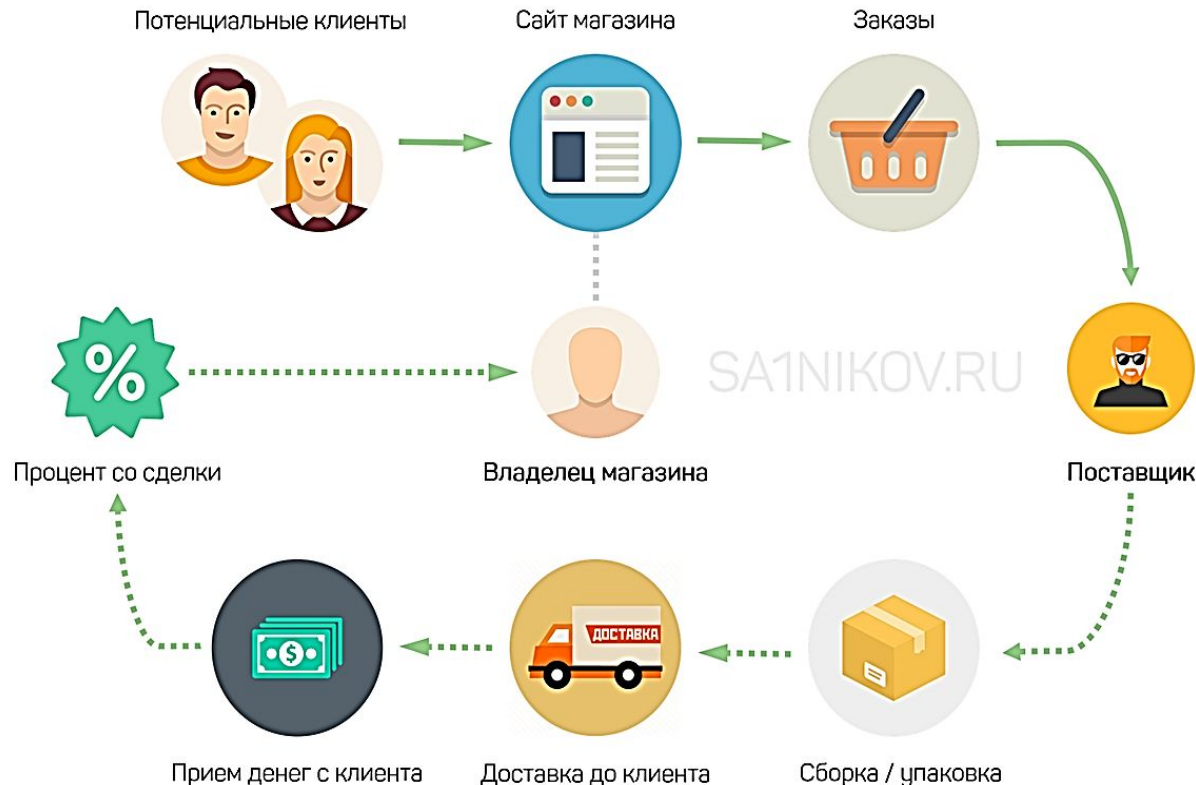 Потенциальные клиенты
Сайт магазина
Заказы
SA1NIKOV.RU
Процент со сделки
Владелец магазина
Поставщик
ДОСТАВКА
Прием денег с клиента
Доставка до клиента
Сборка / упаковка